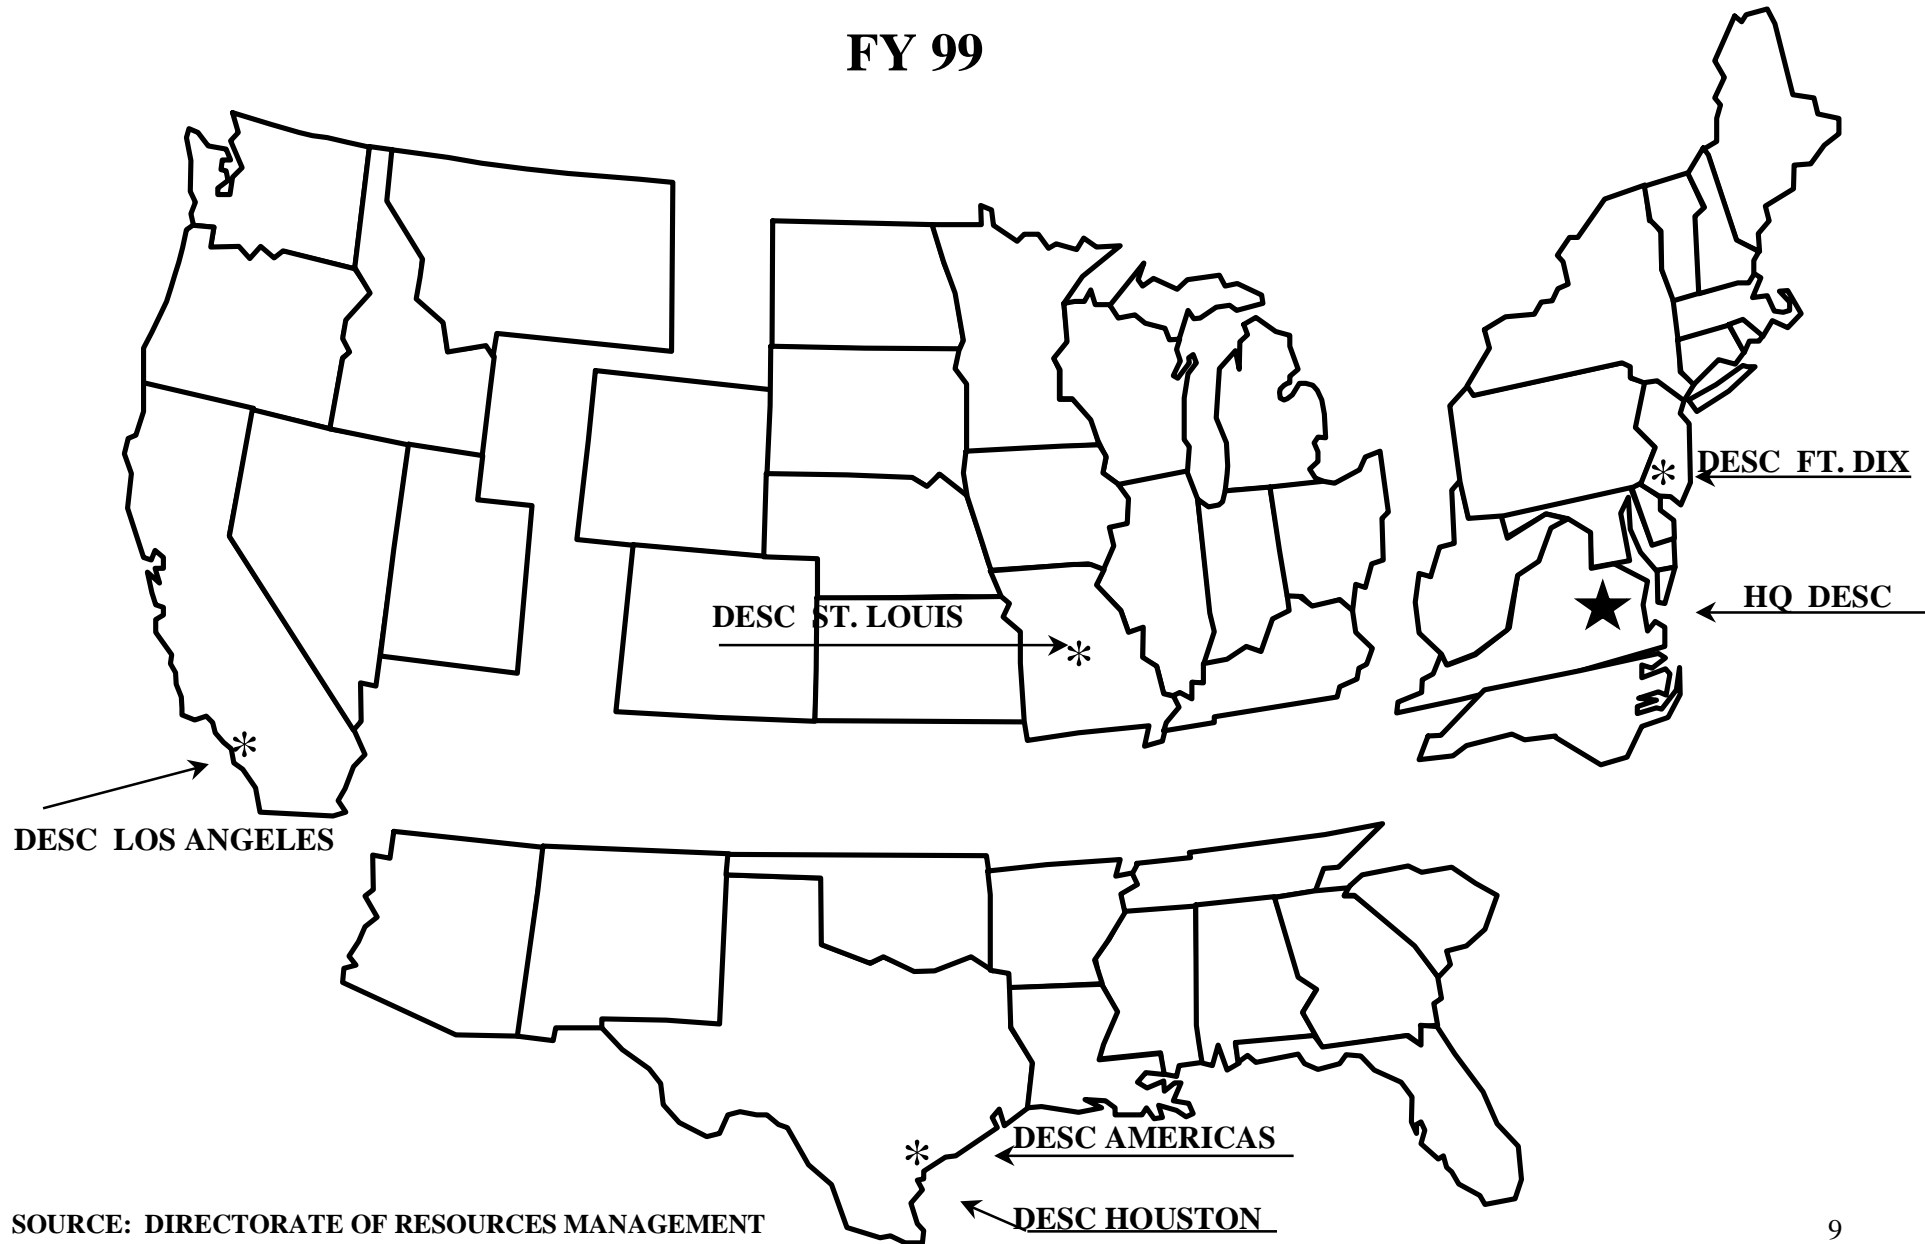 FY 99
DESC FT. DIX
HQ DESC
DESC ST. LOUIS
DESC LOS ANGELES
DESC AMERICAS
DESC HOUSTON
SOURCE: DIRECTORATE OF RESOURCES MANAGEMENT
9